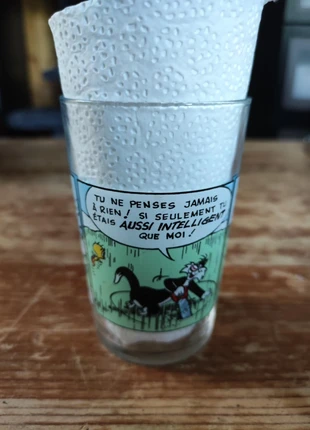 TU NE PENSES JAMAIS
À RIEN! SI SEULEMENT TU
ÉTAIS AUSSI INTELLIGENT
QUE MOI!